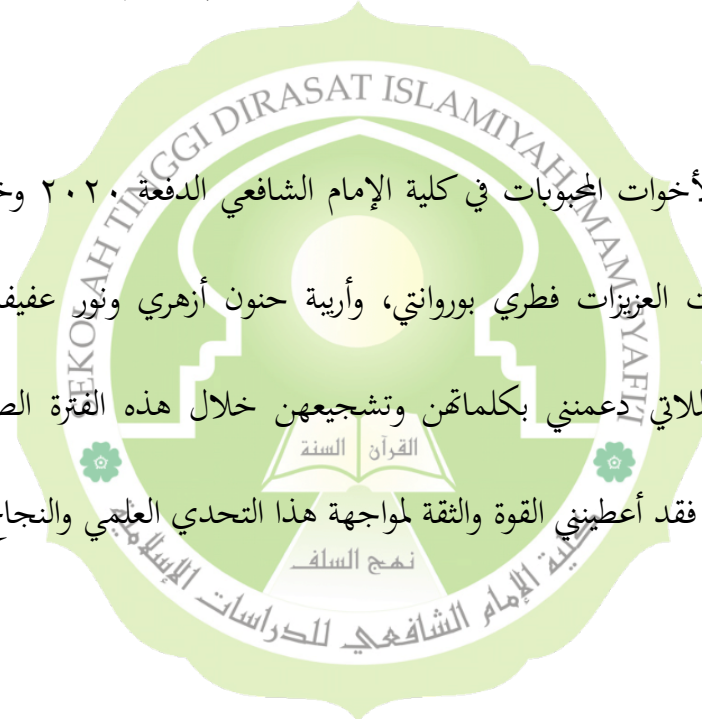 SEKOLAH TINGGI DIRASAT ISLAMIYAH IMAM SYAFI'I
الأخوات المحبوبات في كلية الإمام الشافعي الدفعة ٢٠٢٠
العزيزات فطري بوروانتي، وأريبة حنون أزهري ونور
اللاتي دعمنني بكلماتهن وتشجيعهن خلال هذه الفترة
القرآن السنة
فقد أعطينني القوة والثقة لمواجهة هذا التحدي العلمي والنجاح
نهج السلف
كلية الإمام الشافعي للدراسات الإسلامية